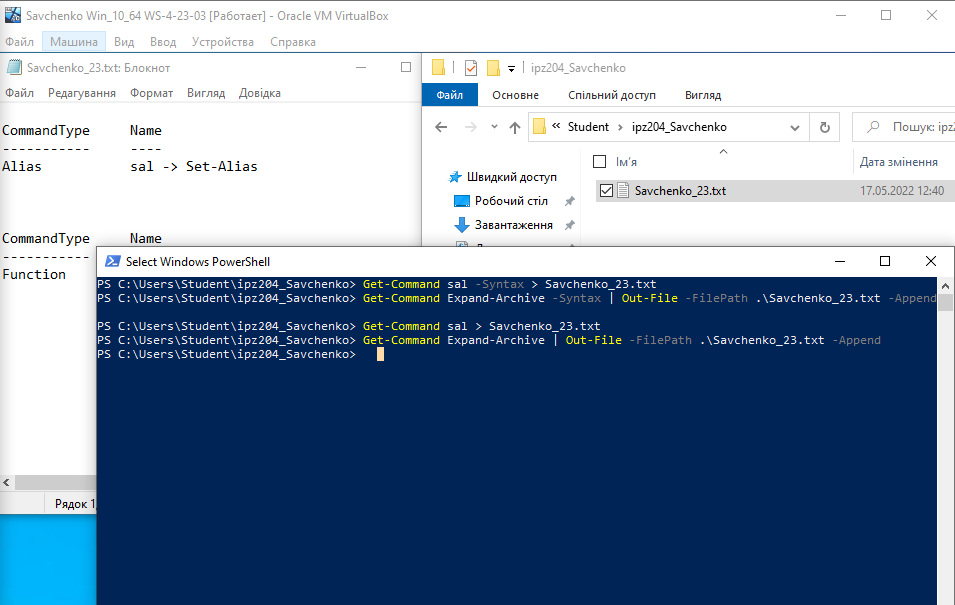 Savchenko Win_10_64 WS-4-23-03 [Работает] - Oracle VM VirtualBox
Файл Машина Вид Ввод Устройства Справка
Savchenko_23.txt: Блокнот
Файл Редагування Формат Вигляд Довідка
CommandType Name
----------- ----
Alias sal -> Set-Alias
CommandType Name
-----------
Function
Рядок 1
ipz204_Savchenko
Файл Основне Спільний доступ Вигляд
« Student › ipz204_Savchenko
Пошук: ipz2
Швидкий доступ
Робочий стіл
Завантаження
Ім'я Дата змінення
Savchenko_23.txt 17.05.2022 12:40
Select Windows PowerShell
PS C:\Users\Student\ipz204_Savchenko> Get-Command sal -Syntax > Savchenko_23.txt
PS C:\Users\Student\ipz204_Savchenko> Get-Command Expand-Archive -Syntax | Out-File -FilePath .\Savchenko_23.txt -Append
PS C:\Users\Student\ipz204_Savchenko> Get-Command sal > Savchenko_23.txt
PS C:\Users\Student\ipz204_Savchenko> Get-Command Expand-Archive | Out-File -FilePath .\Savchenko_23.txt -Append
PS C:\Users\Student\ipz204_Savchenko>